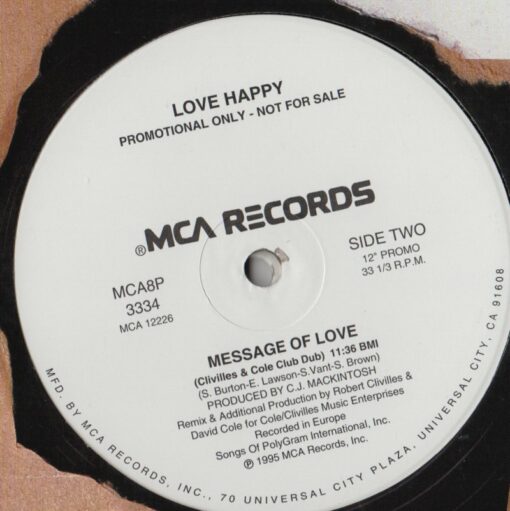 LOVE HAPPY
PROMOTIONAL ONLY - NOT FOR SALE
®MCA RECORDS
MCA8P
3334
MCA 12226
SIDE TWO
12" PROMO
33 1/3 R.P.M.
MESSAGE OF LOVE
(Clivilles & Cole Club Dub) 11:36 BMI
(S. Burton-E. Lawson-S.Vant-S. Brown)
PRODUCED BY C.J. MACKINTOSH
Remix & Additional Production by Robert Clivilles &
David Cole for Cole/Clivilles Music Enterprises
Recorded in Europe
Songs Of PolyGram International, Inc.
℗ 1995 MCA Records, Inc.
MFD. BY MCA RECORDS, INC., 70 UNIVERSAL CITY PLAZA, UNIVERSAL CITY, CA 91608